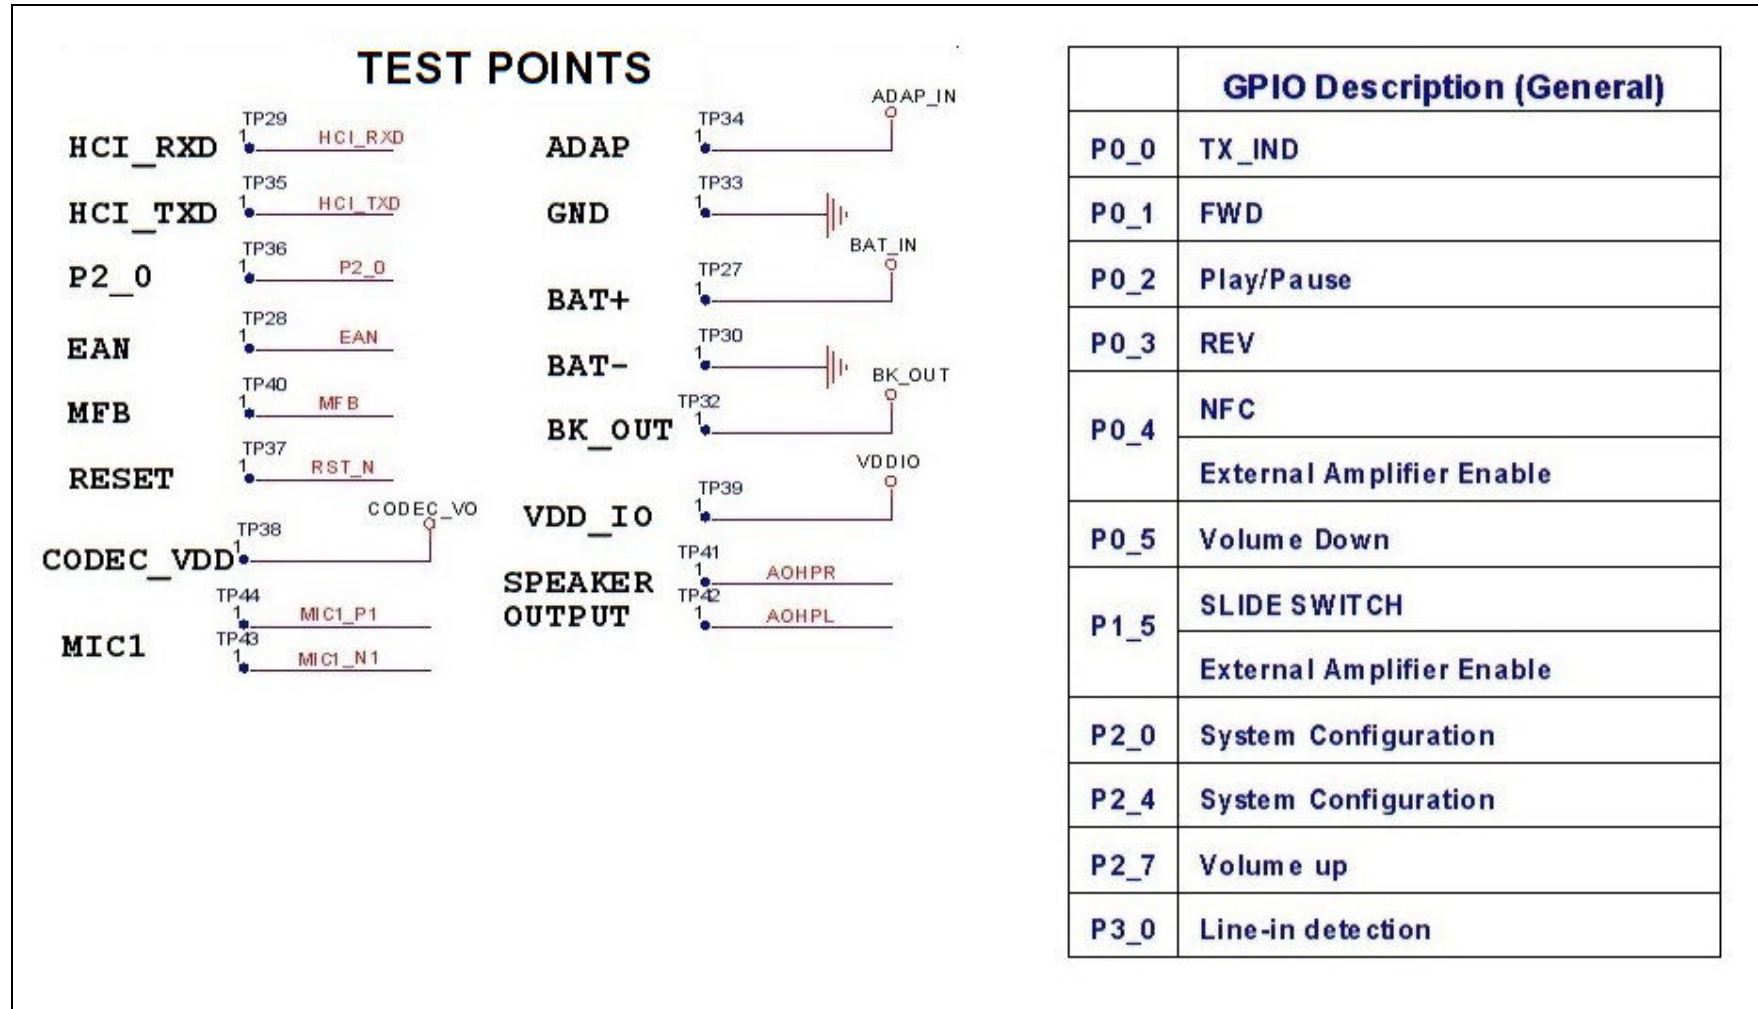 TEST POINTS
HCI_RXD TP29 1 HCI_RXD
HCI_TXD TP35 1 HCI_TXD
P2_0 TP36 1 P2_0
EAN TP28 1 EAN
MFB TP40 1 MFB
RESET TP37 1 RST_N
CODEC_VDD TP38 1 CODEC_VO
MIC1 TP44 1 MIC1_P1
TP43 1 MIC1_N1
ADAP TP34 1 ADAP_IN
GND TP33 1
BAT+ TP27 1 BAT_IN
BAT- TP30 1
BK_OUT TP32 1 BK_OUT
VDD_IO TP39 1 VDDIO
SPEAKER TP41 1 AOHPR
OUTPUT TP42 1 AOHPL
GPIO Description (General)
P0_0 TX_IND
P0_1 FWD
P0_2 Play/Pause
P0_3 REV
P0_4 NFC
External Amplifier Enable
P0_5 Volume Down
P1_5 SLIDE SWITCH
External Amplifier Enable
P2_0 System Configuration
P2_4 System Configuration
P2_7 Volume up
P3_0 Line-in detection